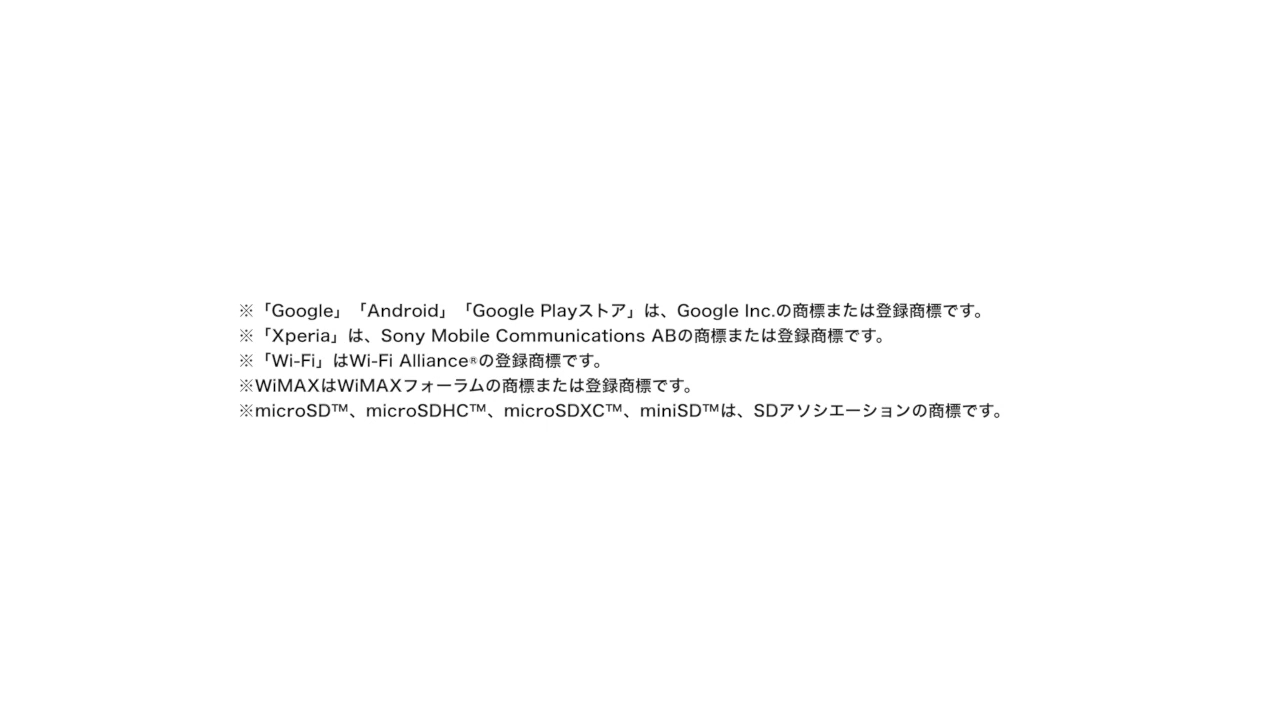 ※「Google」「Android」「Google Playストア」は、Google Inc.の商標または登録商標です。
※「Xperia」は、Sony Mobile Communications ABの商標または登録商標です。
※「Wi-Fi」はWi-Fi Alliance®の登録商標です。
※WiMAXはWiMAXフォーラムの商標または登録商標です。
※microSD™、microSDHC™、microSDXC™、miniSD™は、SDアソシエーションの商標です。